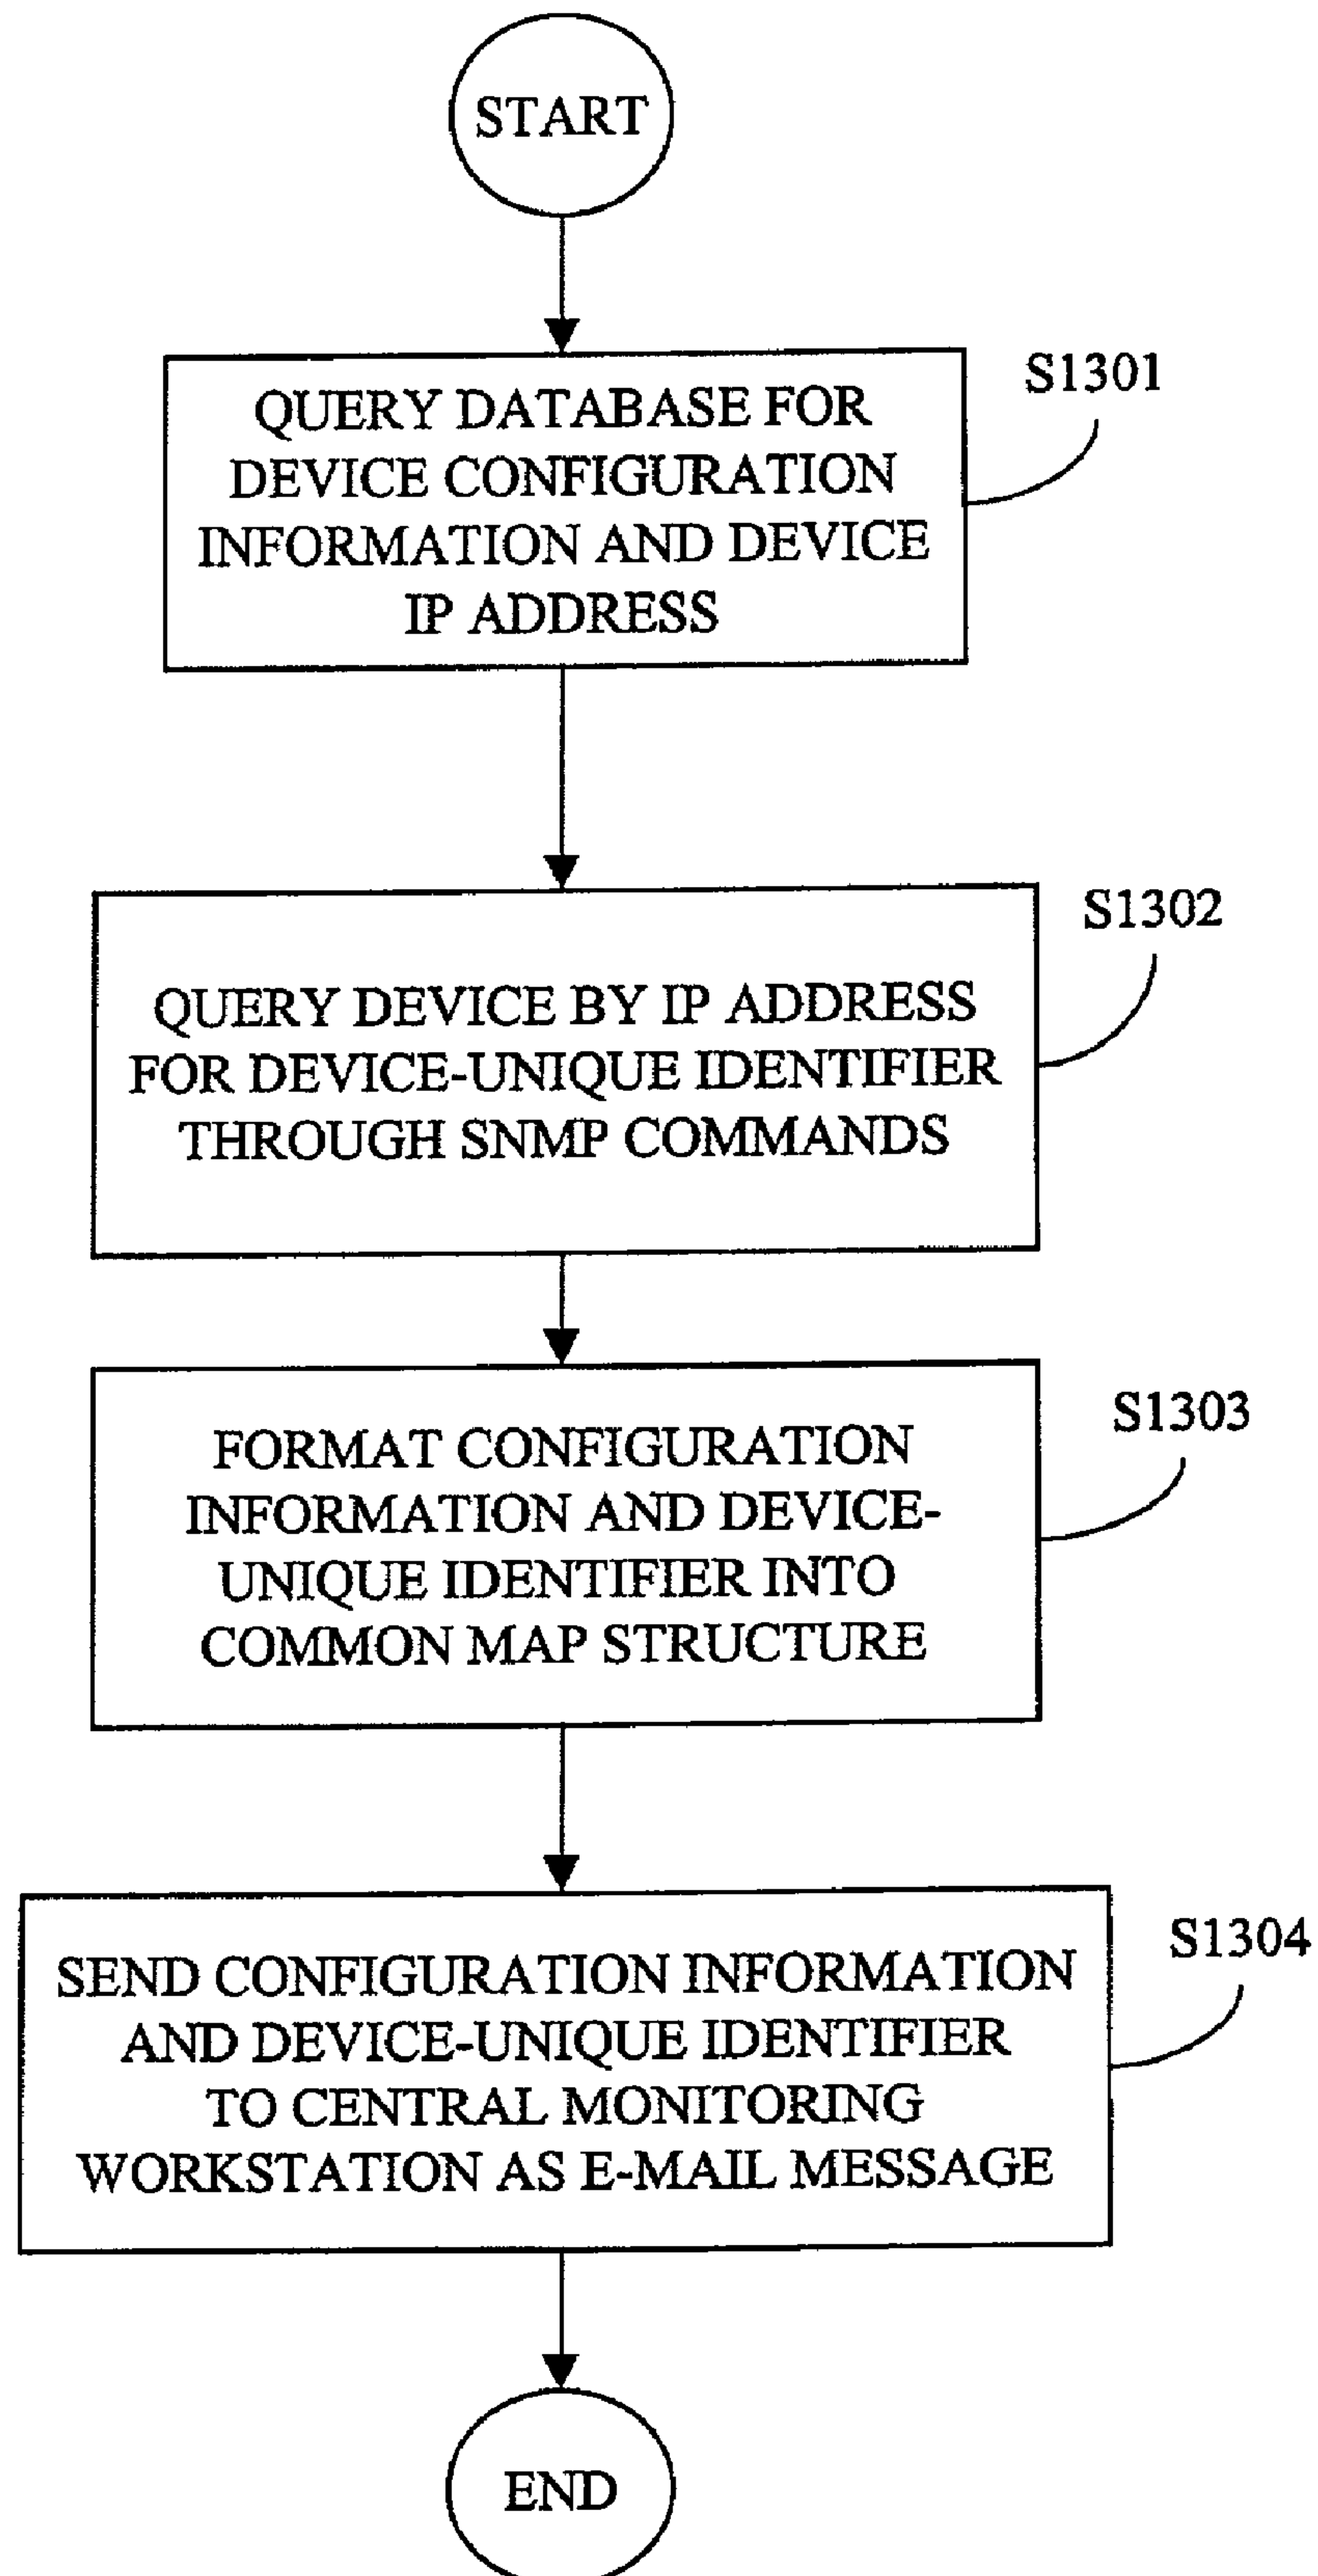 START
S1301
QUERY DATABASE FOR
DEVICE CONFIGURATION
INFORMATION AND DEVICE
IP ADDRESS
S1302
QUERY DEVICE BY IP ADDRESS
FOR DEVICE-UNIQUE IDENTIFIER
THROUGH SNMP COMMANDS
S1303
FORMAT CONFIGURATION
INFORMATION AND DEVICE-
UNIQUE IDENTIFIER INTO
COMMON MAP STRUCTURE
S1304
SEND CONFIGURATION INFORMATION
AND DEVICE-UNIQUE IDENTIFIER
TO CENTRAL MONITORING
WORKSTATION AS E-MAIL MESSAGE
END